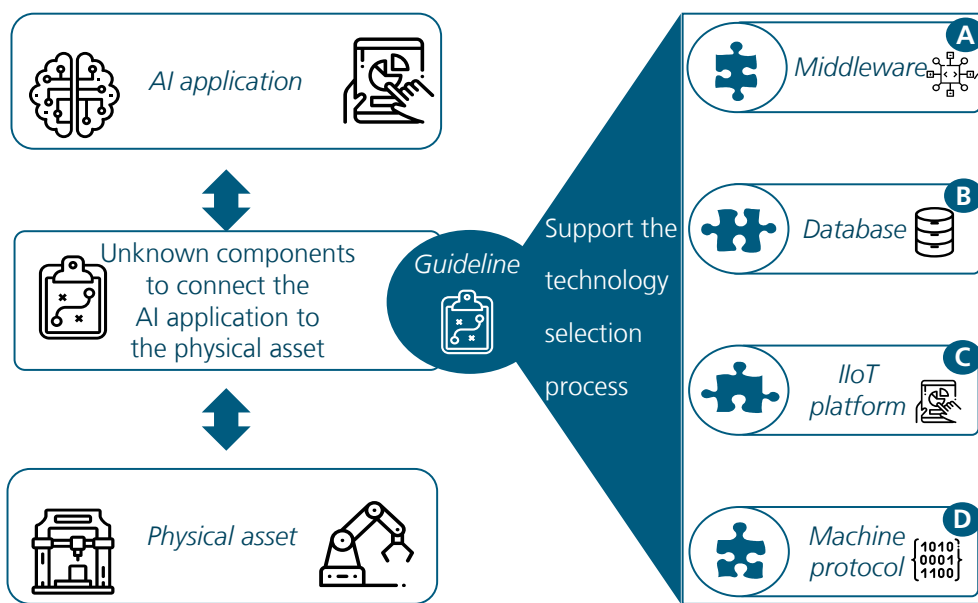 AI application
Unknown components
to connect the
AI application to
the physical asset
Physical asset
Guideline
Support the
technology
selection
process
A
Middleware
< >
B
Database
C
IIoT
platform
D
Machine
protocol
{1010
0001
1100}